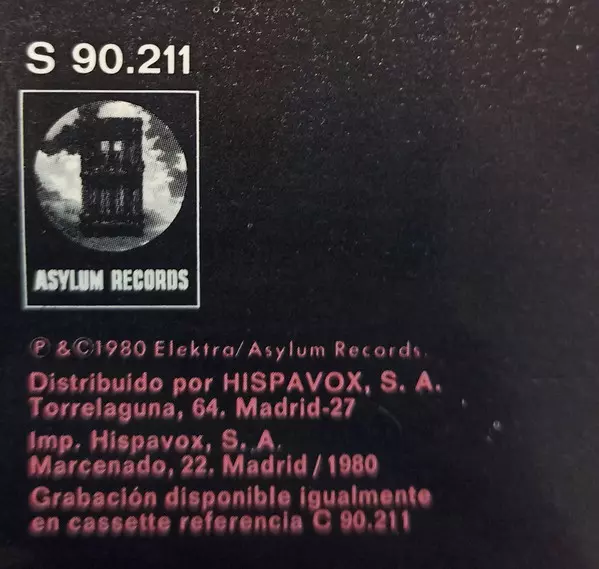 S 90.211
ASYLUM RECORDS
℗ &©1980 Elektra/Asylum Records.
Distribuido por HISPAVOX, S. A.
Torrelaguna, 64. Madrid-27
Imp. Hispavox, S. A.
Marcenado, 22. Madrid/1980
Grabación disponible igualmente
en cassette referencia C 90.211